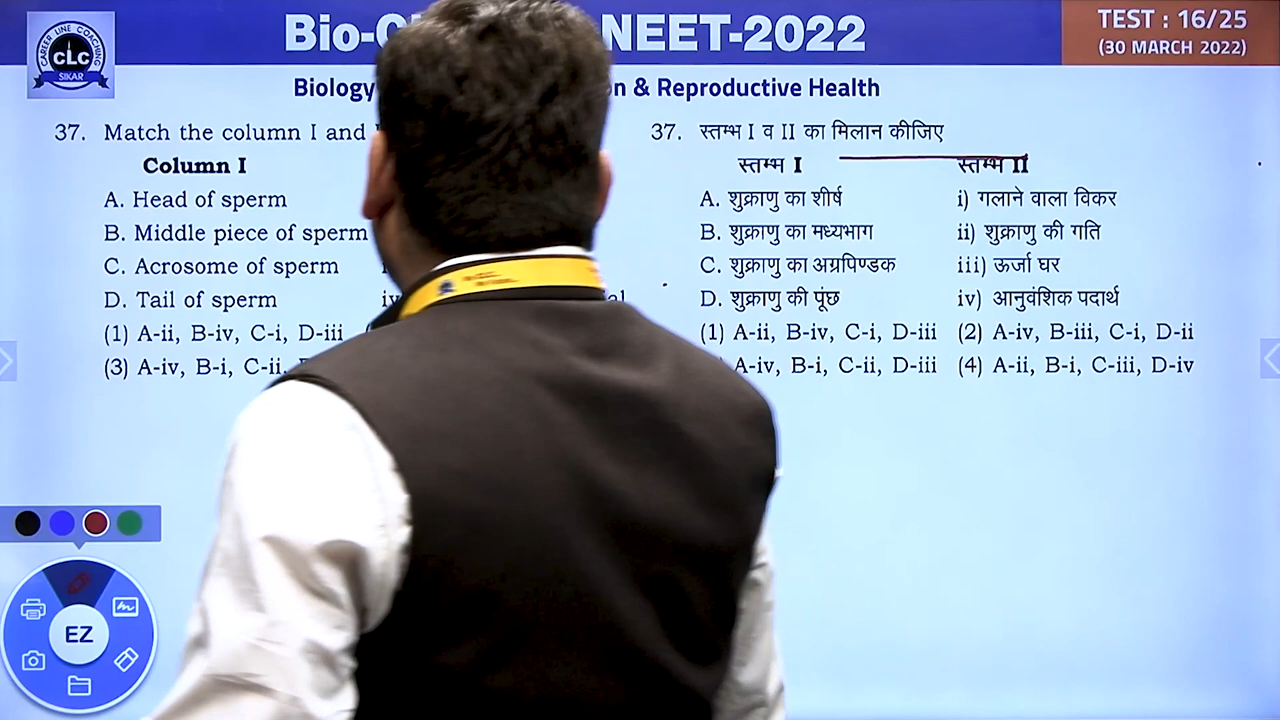 CAREER LINE COACHING
CLC
SIKAR
NEET-2022
TEST : 16/25
(30 MARCH 2022)
Biology
& Reproductive Health
37. Match the column I and
Column I
A. Head of sperm
B. Middle piece of sperm
C. Acrosome of sperm
D. Tail of sperm
(1) A-ii, B-iv, C-i, D-iii
(3) A-iv, B-i, C-ii,
37. स्तम्भ I व II का मिलान कीजिए
स्तम्भ I स्तम्भ II
A. शुक्राणु का शीर्ष i) गलाने वाला विकर
B. शुक्राणु का मध्यभाग ii) शुक्राणु की गति
C. शुक्राणु का अग्रपिण्डक iii) ऊर्जा घर
D. शुक्राणु की पूंछ iv) आनुवंशिक पदार्थ
(1) A-ii, B-iv, C-i, D-iii (2) A-iv, B-iii, C-i, D-ii
A-iv, B-i, C-ii, D-iii (4) A-ii, B-i, C-iii, D-iv
EZ